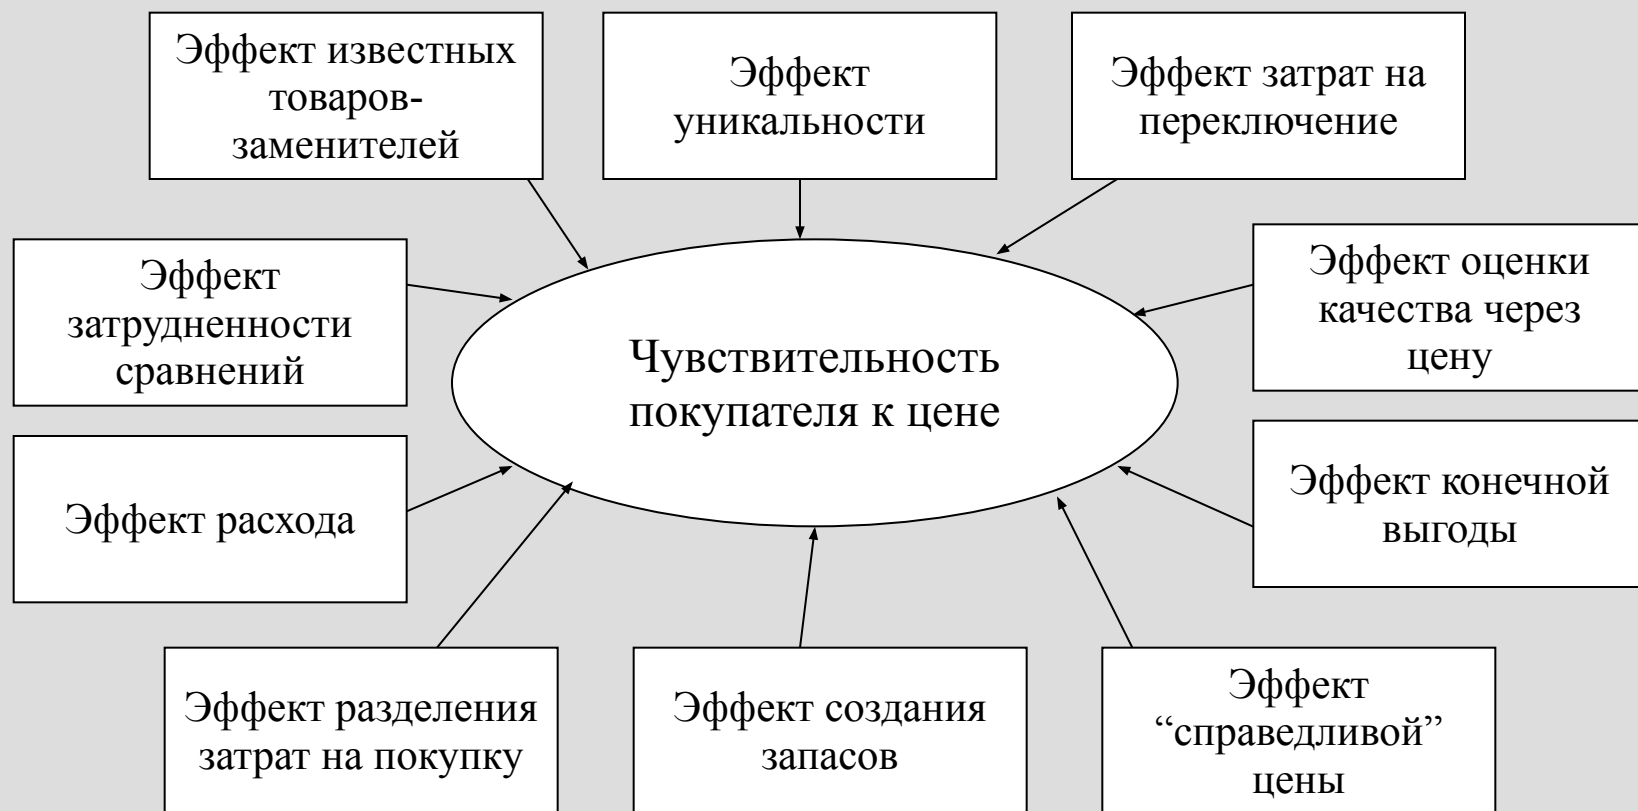 Эффект известных
товаров-
заменителей
Эффект
уникальности
Эффект затрат на
переключение
Эффект
затрудненности
сравнений
Эффект оценки
качества через
цену
Чувствительность
покупателя к цене
Эффект расхода
Эффект конечной
выгоды
Эффект разделения
затрат на покупку
Эффект создания
запасов
Эффект
“справедливой”
цены